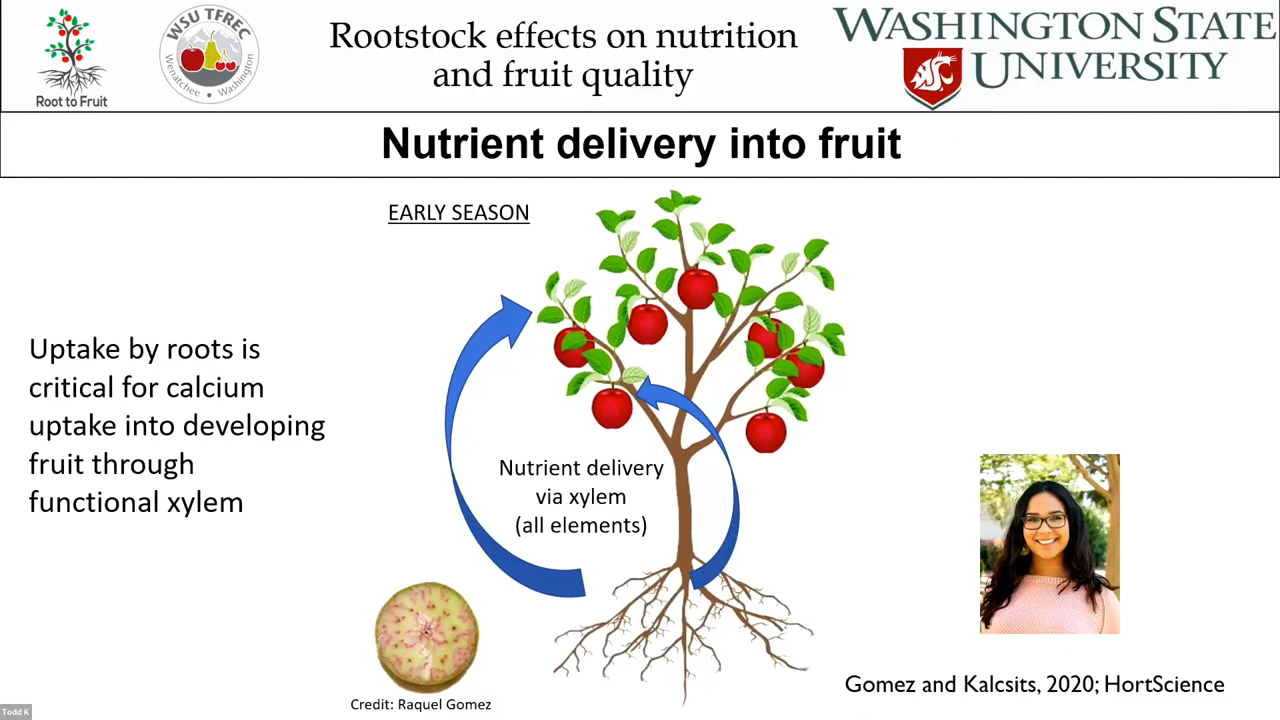 Root to Fruit
WSU TFREC
Wenatchee • Washington
Rootstock effects on nutrition
and fruit quality
WASHINGTON STATE
UNIVERSITY
Nutrient delivery into fruit
EARLY SEASON
Uptake by roots is
critical for calcium
uptake into developing
fruit through
functional xylem
Nutrient delivery
via xylem
(all elements)
Credit: Raquel Gomez
Gomez and Kalcsits, 2020; HortScience
Todd K